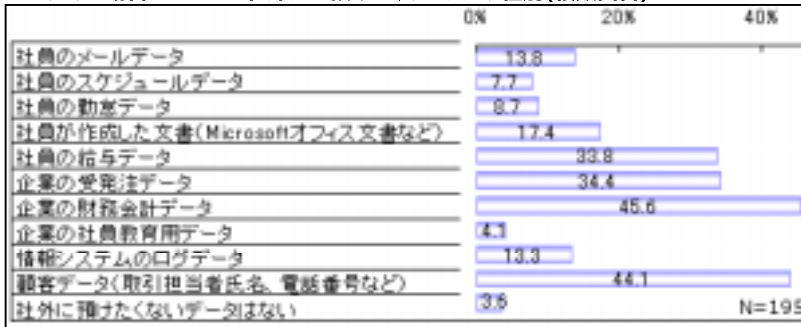 0% 20% 40%
社員のメールデータ 13.8
社員のスケジュールデータ 7.7
社員の勤怠データ 8.7
社員が作成した文書(Microsoftオフィス文書など) 17.4
社員の給与データ 33.8
企業の受発注データ 34.4
企業の財務会計データ 45.6
企業の社員教育用データ 4.1
情報システムのログデータ 13.3
顧客データ(取引担当者氏名、電話番号など) 44.1
社外に預けたくないデータはない 3.6
N=195